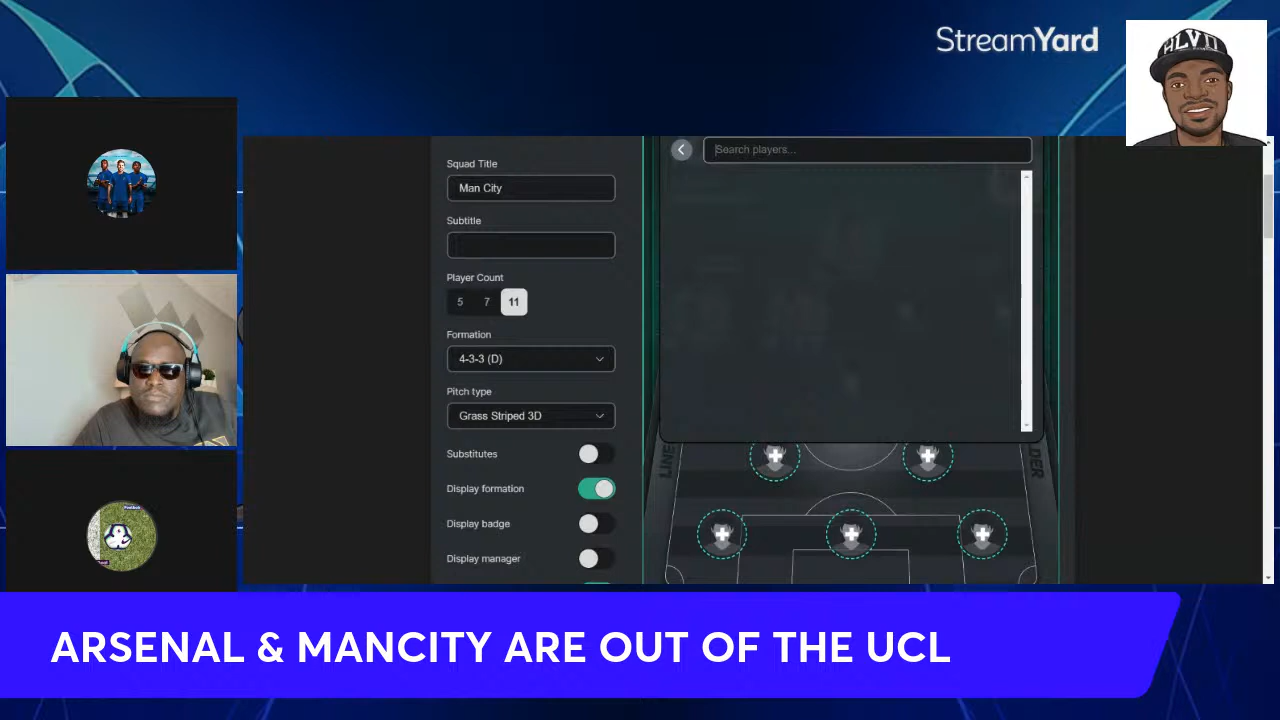 StreamYard
HLVD
Search players...
Squad Title
Man City
Subtitle
Player Count
5 7 11
Formation
4-3-3 (D)
Pitch type
Grass Striped 3D
Substitutes
Display formation
Display badge
Display manager
ARSENAL & MANCITY ARE OUT OF THE UCL